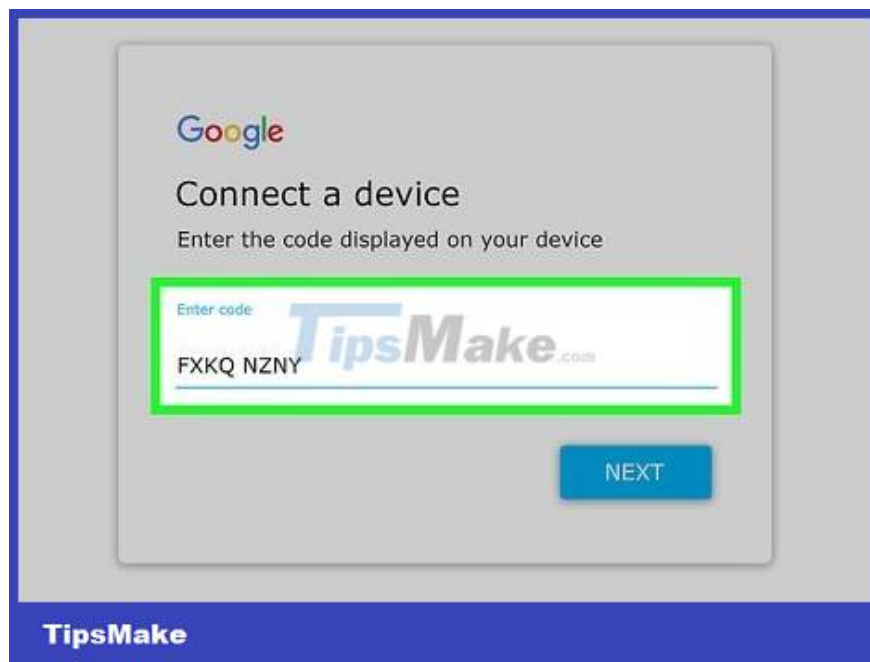 Google
Connect a device
Enter the code displayed on your device
Enter code
TipsMake.com
FXKQ NZNY
NEXT
TipsMake